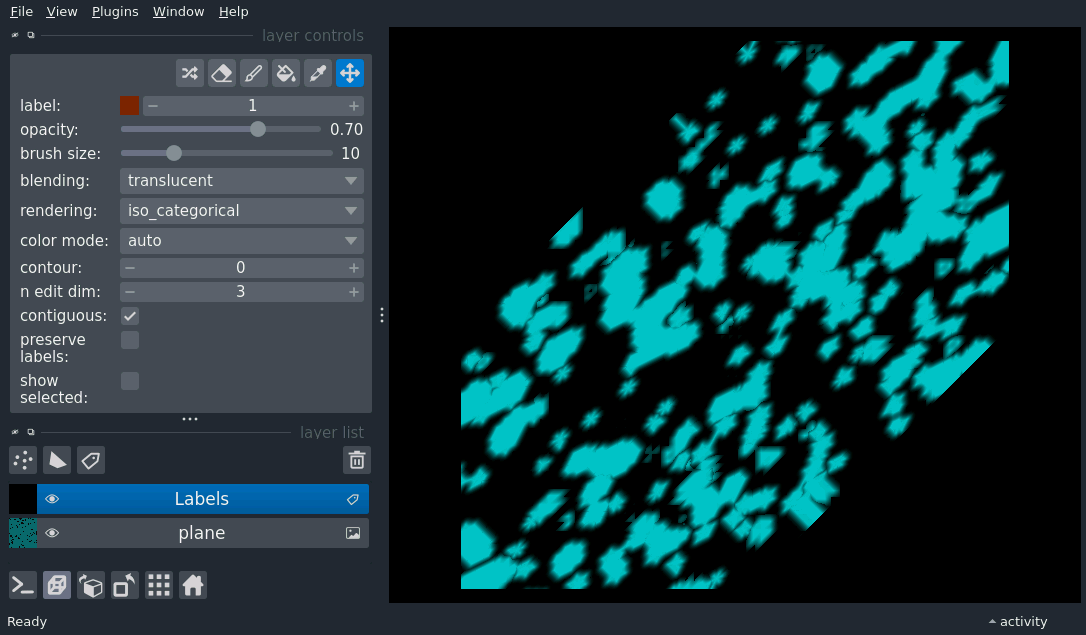 File View Plugins Window Help
layer controls
label: 1
opacity: 0.70
brush size: 10
blending: translucent
rendering: iso_categorical
color mode: auto
contour: 0
n edit dim: 3
contiguous:
preserve
labels:
show
selected:
layer list
Labels
plane
Ready activity